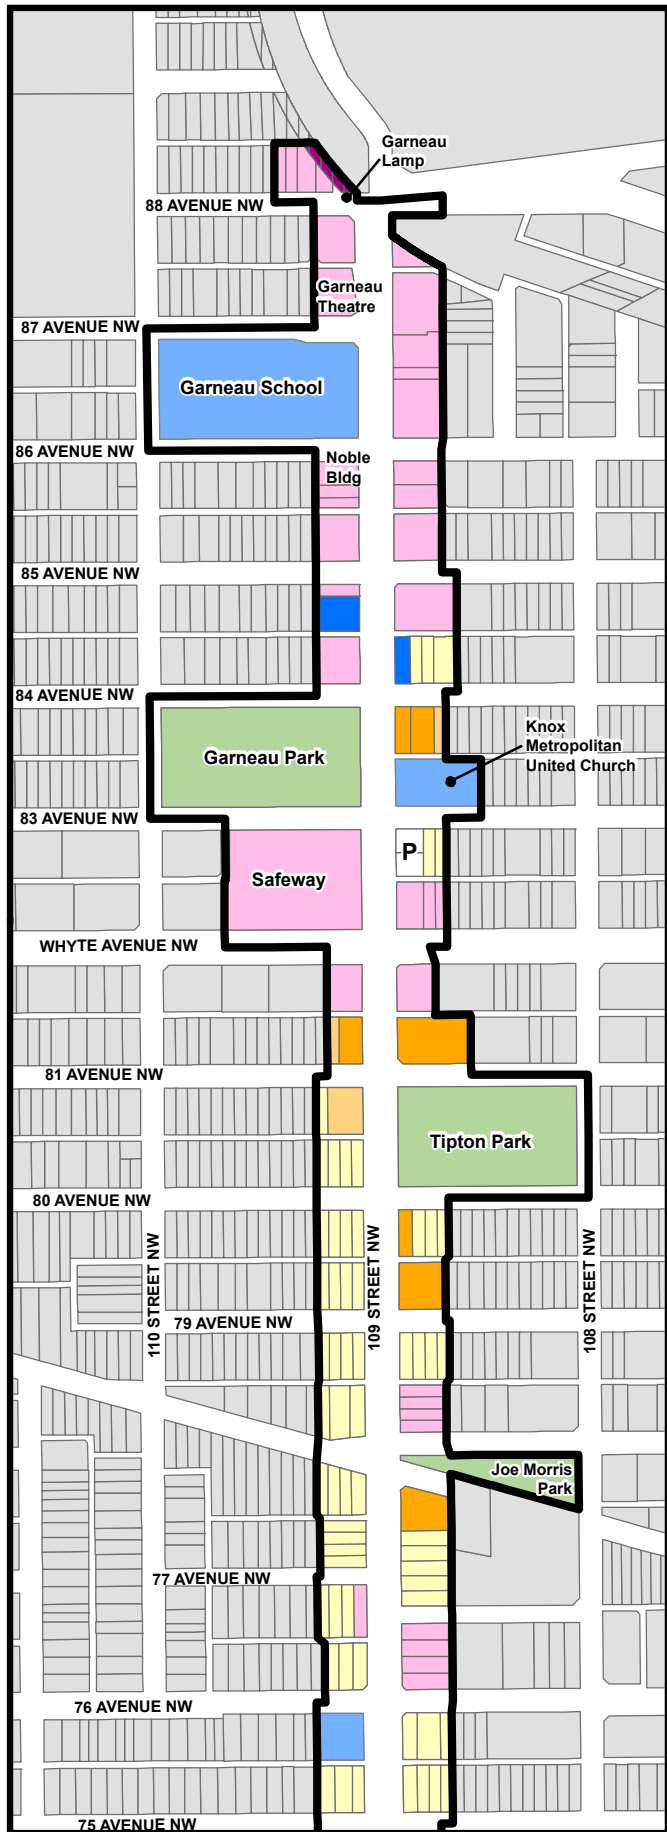 Garneau
Lamp
88 AVENUE NW
Garneau
Theatre
87 AVENUE NW
Garneau School
86 AVENUE NW
Noble
Bldg
85 AVENUE NW
84 AVENUE NW
Knox
Metropolitan
United Church
Garneau Park
83 AVENUE NW
P
Safeway
WHYTE AVENUE NW
81 AVENUE NW
Tipton Park
80 AVENUE NW
110 STREET NW
109 STREET NW
108 STREET NW
79 AVENUE NW
Joe Morris
Park
77 AVENUE NW
76 AVENUE NW
75 AVENUE NW